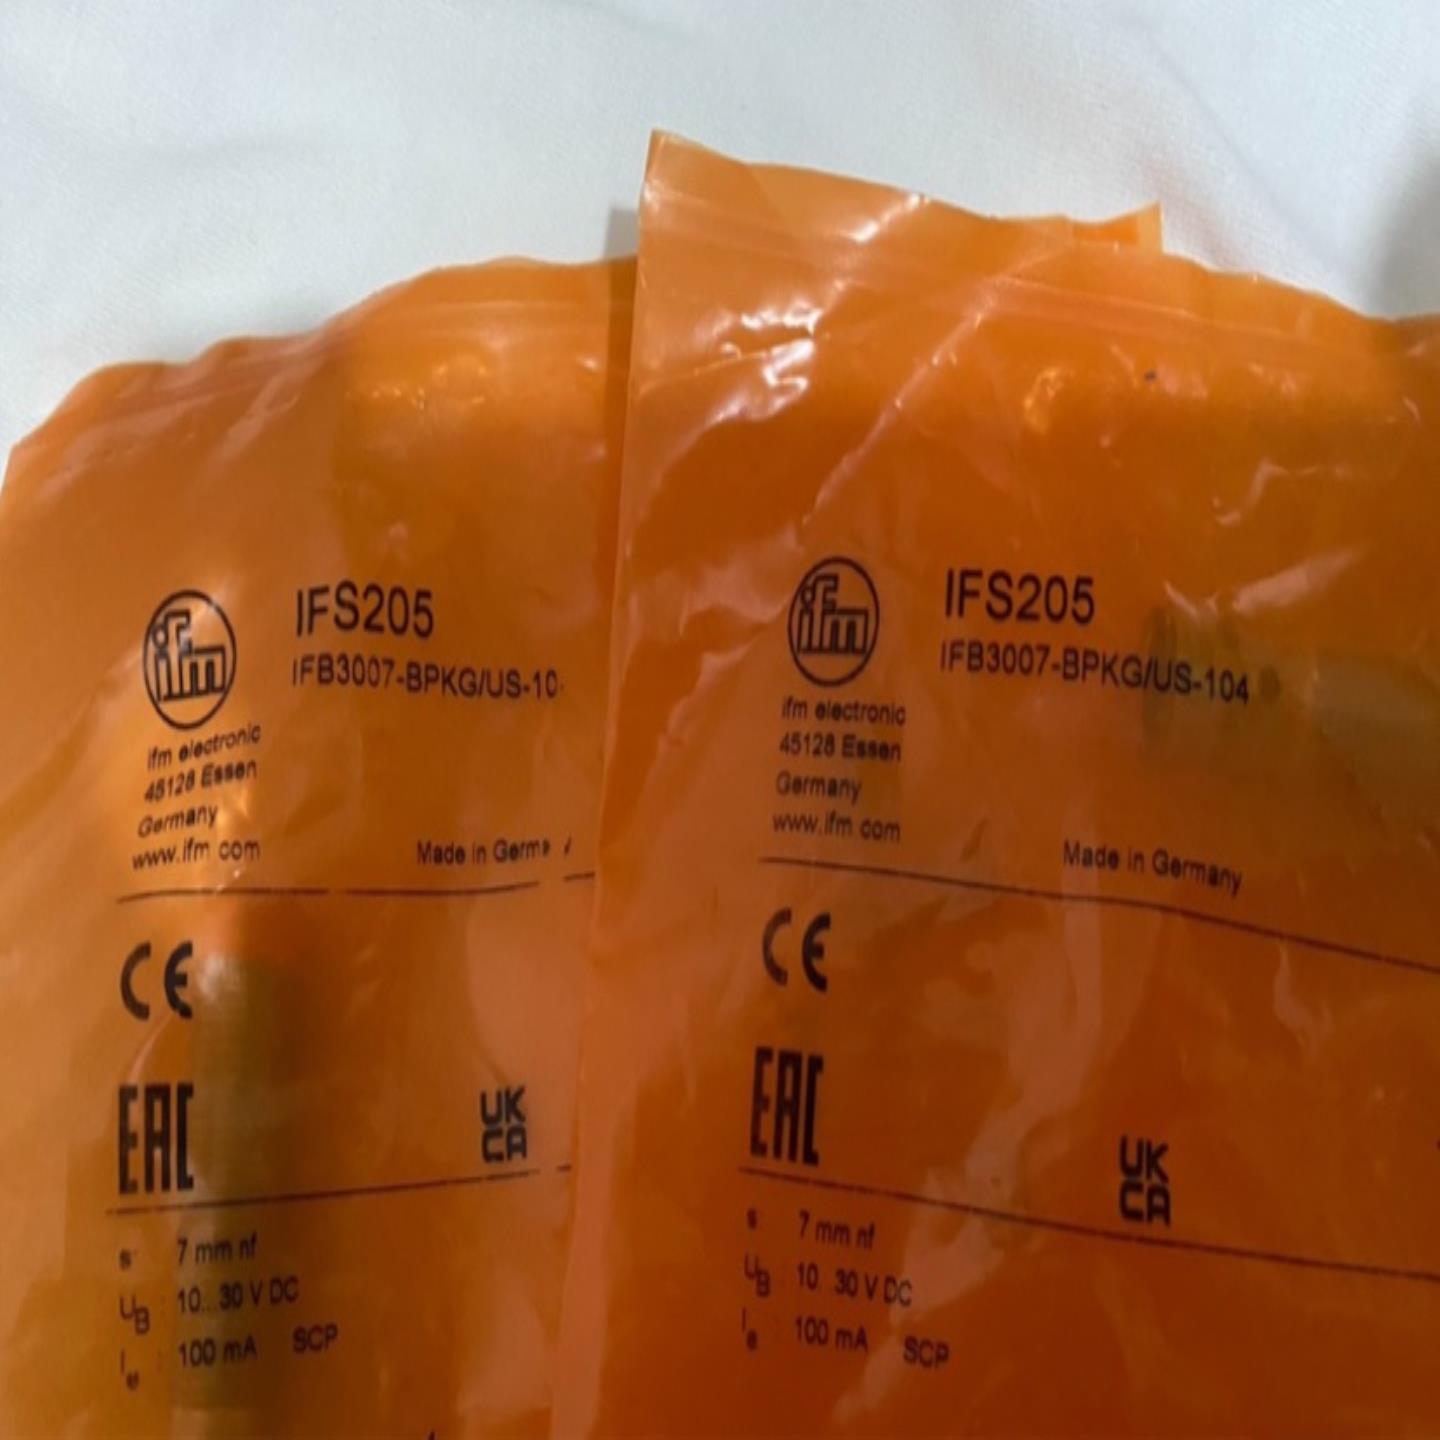 ifm
IFS205
IFB3007-BPKG/US-10
ifm electronic
45128 Essen
Germany
www.ifm.com
Made in Germa
CE
EAC
UK
CA
s 7 mm nf
UB : 10...30 V DC
Ie : 100 mA SCP
ifm
IFS205
IFB3007-BPKG/US-104
ifm electronic
45128 Essen
Germany
www.ifm.com
Made in Germany
CE
EAC
UK
CA
s 7 mm nf
UB : 10...30 V DC
Ie : 100 mA SCP